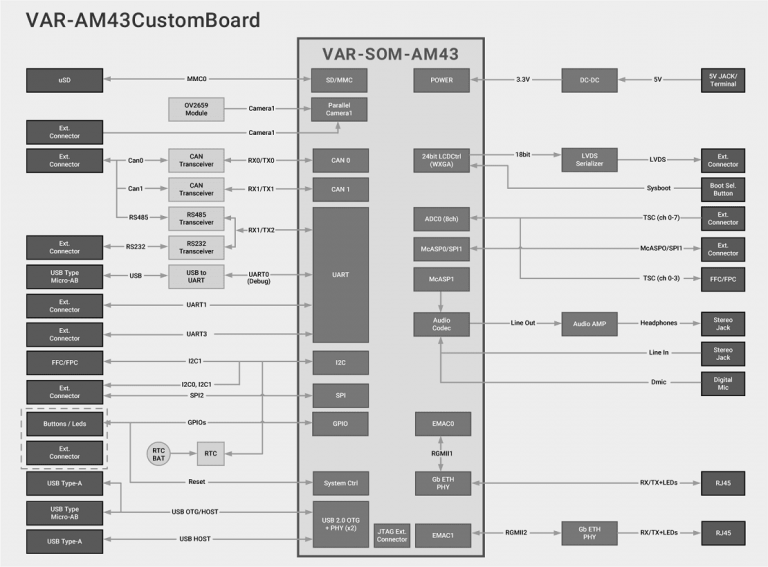 VAR-AM43CustomBoard
VAR-SOM-AM43
uSD
MMC0
SD/MMC
POWER
3.3V
DC-DC
5V
5V JACK/
Terminal
OV2659
Module
Camera1
Parallel
Camera1
Ext.
Connector
Camera1
Ext.
Connector
Can0
CAN
Transceiver
RX0/TX0
CAN 0
24bit LCDCtrl
(WXGA)
18bit
LVDS
Serializer
LVDS
Ext.
Connector
Can1
CAN
Transceiver
RX1/TX1
CAN 1
Sysboot
Boot Sel.
Button
RS485
RS485
Transceiver
RX1/TX2
ADC0 (8ch)
TSC (ch 0-7)
Ext.
Connector
Ext.
Connector
RS232
RS232
Transceiver
McASP0/SPI1
McASPO/SPI1
Ext.
Connector
USB Type
Micro-AB
USB
USB to
UART
UART0
(Debug)
UART
McASP1
TSC (ch 0-3)
FFC/FPC
Ext.
Connector
UART1
Audio
Codec
Line Out
Audio AMP
Headphones
Stereo
Jack
Ext.
Connector
UART3
Line In
Stereo
Jack
FFC/FPC
I2C1
I2C
Dmic
Digital
Mic
Ext.
Connector
I2C0, I2C1
SPI2
SPI
Buttons / Leds
GPIOs
GPIO
EMAC0
Ext.
Connector
RTC
BAT
RTC
RGMII1
USB Type-A
Reset
System Ctrl
Gb ETH
PHY
RX/TX+LEDs
RJ45
USB Type
Micro-AB
USB OTG/HOST
USB 2.0 OTG
+ PHY (x2)
USB Type-A
USB HOST
JTAG Ext.
Connector
EMAC1
RGMII2
Gb ETH
PHY
RX/TX+LEDs
RJ45